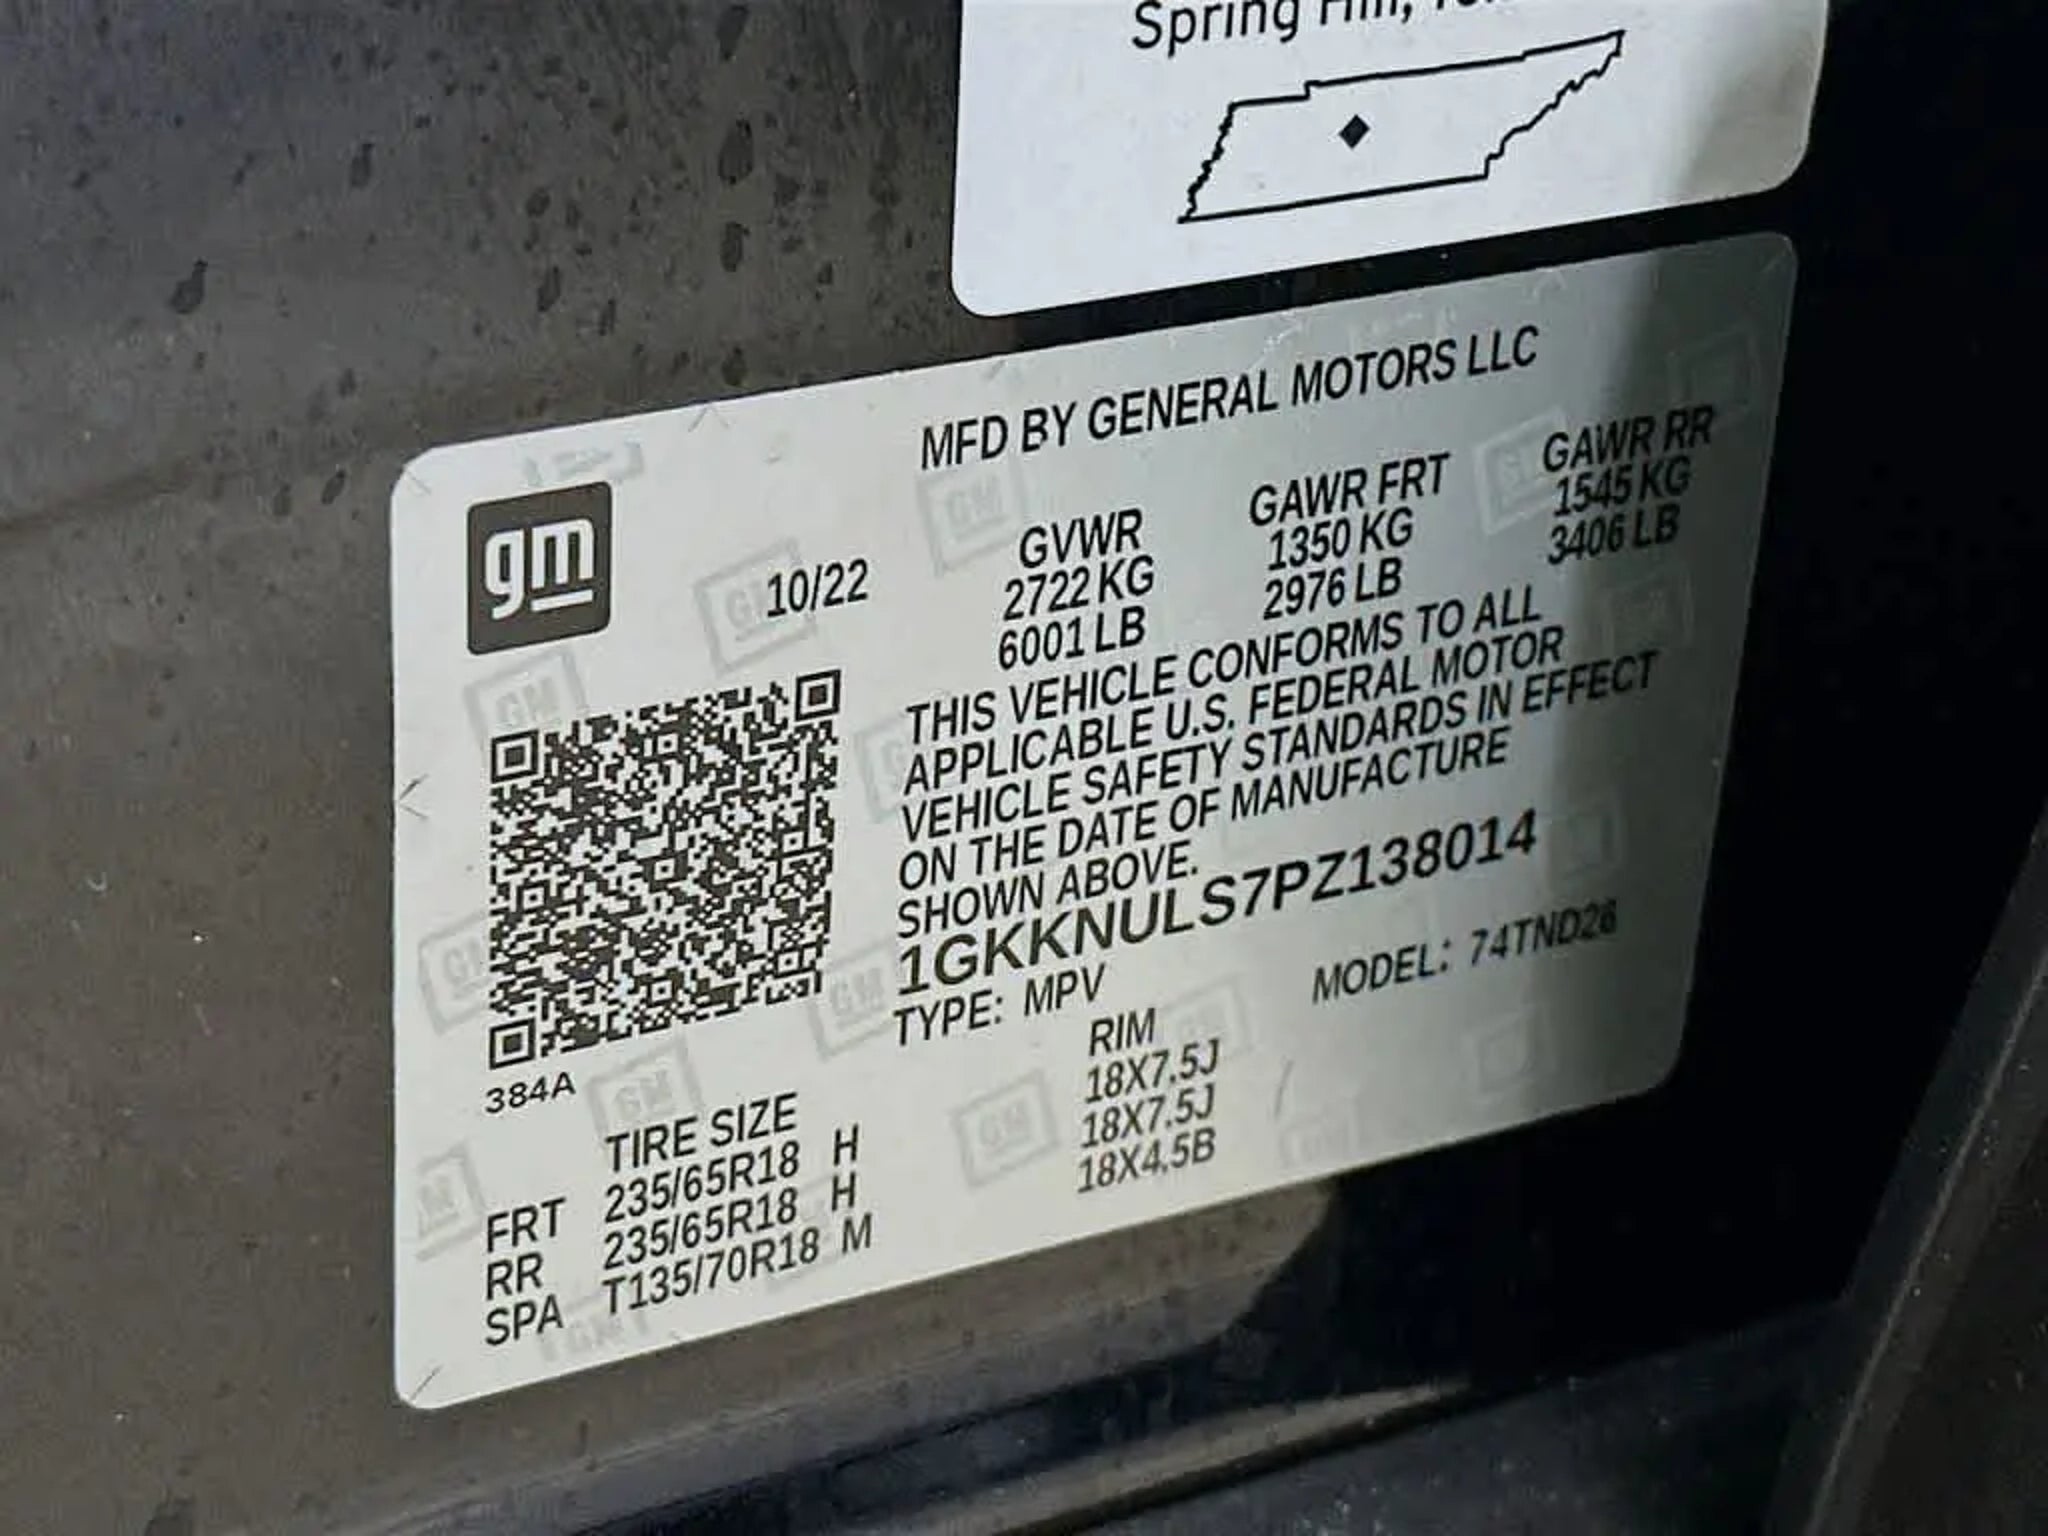 Spring Hill,
MFD BY GENERAL MOTORS LLC
gm
10/22
GVWR GAWR FRT GAWR RR
2722 KG 1350 KG 1545 KG
6001 LB 2976 LB 3406 LB
THIS VEHICLE CONFORMS TO ALL
APPLICABLE U.S. FEDERAL MOTOR
VEHICLE SAFETY STANDARDS IN EFFECT
ON THE DATE OF MANUFACTURE
SHOWN ABOVE.
1GKKNULS7PZ138014
TYPE: MPV MODEL: 74TND26
384A
TIRE SIZE RIM
FRT 235/65R18 H 18X7.5J
RR 235/65R18 H 18X7.5J
SPA T135/70R18 M 18X4.5B